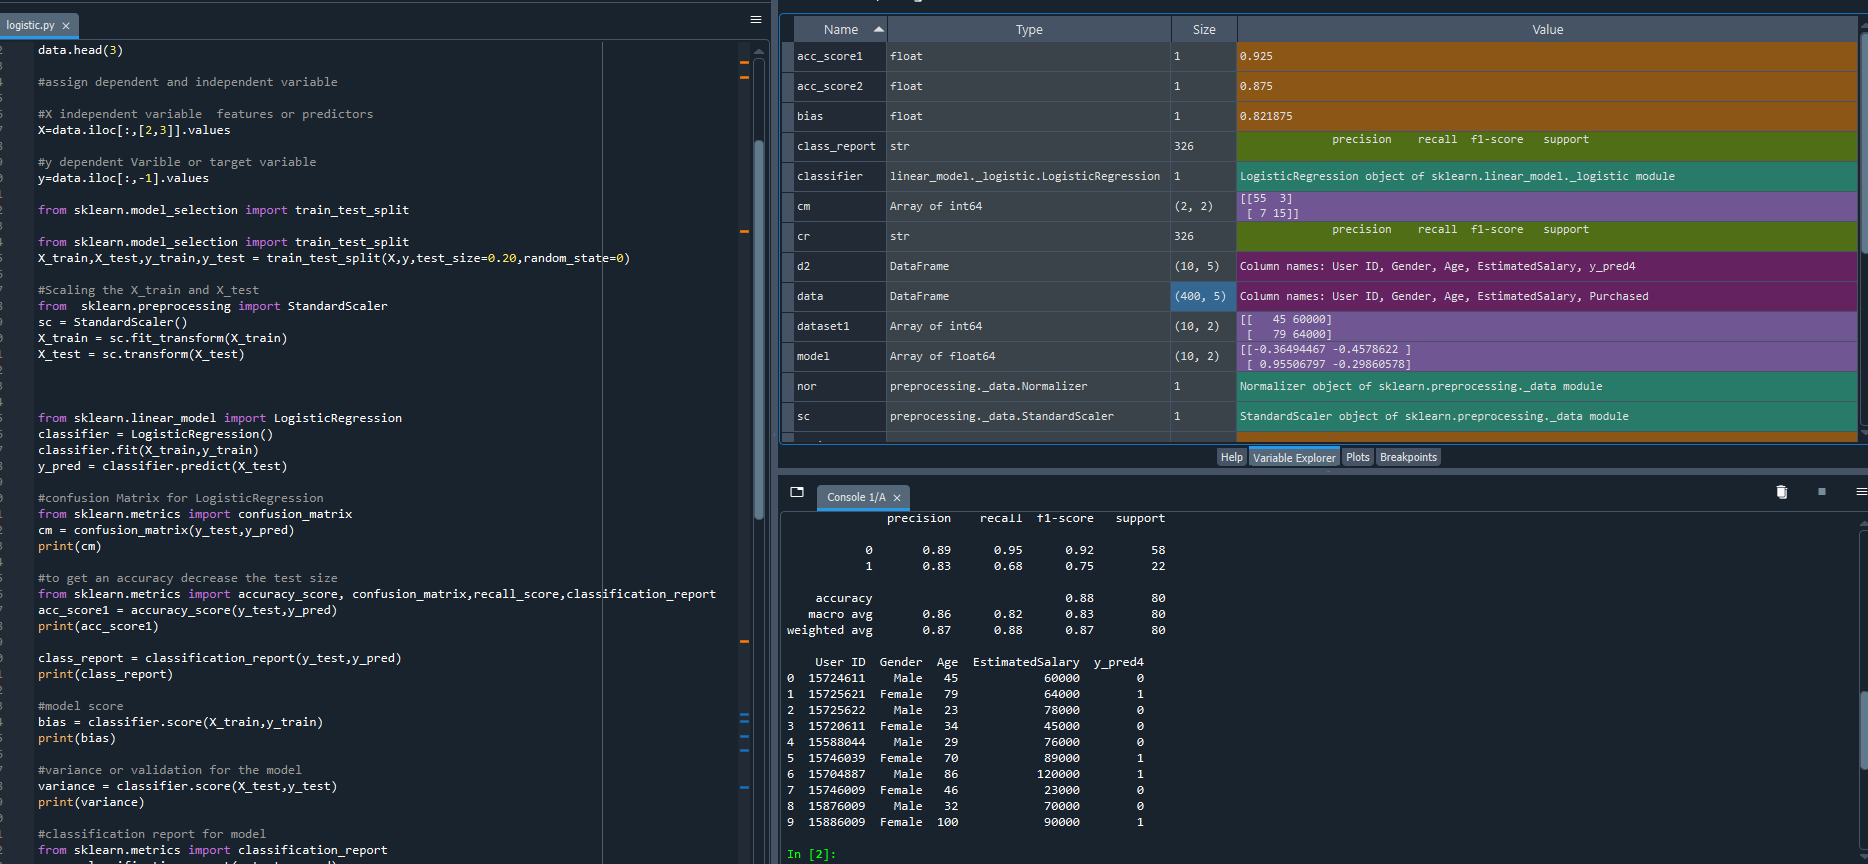 logistic.py
data.head(3)
#assign dependent and independent variable
#X independent variable  features or predictors
X=data.iloc[:,[2,3]].values
#y dependent Varible or target variable
y=data.iloc[:,-1].values
from sklearn.model_selection import train_test_split
from sklearn.model_selection import train_test_split
X_train,X_test,y_train,y_test = train_test_split(X,y,test_size=0.20,random_state=0)
#Scaling the X_train and X_test
from  sklearn.preprocessing import StandardScaler
sc = StandardScaler()
X_train = sc.fit_transform(X_train)
X_test = sc.transform(X_test)
from sklearn.linear_model import LogisticRegression
classifier = LogisticRegression()
classifier.fit(X_train,y_train)
y_pred = classifier.predict(X_test)
#confusion Matrix for LogisticRegression
from sklearn.metrics import confusion_matrix
cm = confusion_matrix(y_test,y_pred)
print(cm)
#to get an accuracy decrease the test size
from sklearn.metrics import accuracy_score, confusion_matrix,recall_score,classification_report
acc_score1 = accuracy_score(y_test,y_pred)
print(acc_score1)
class_report = classification_report(y_test,y_pred)
print(class_report)
#model score
bias = classifier.score(X_train,y_train)
print(bias)
#variance or validation for the model
variance = classifier.score(X_test,y_test)
print(variance)
#classification report for model
from sklearn.metrics import classification_report
Name Type Size Value
acc_score1 float 1 0.925
acc_score2 float 1 0.875
bias float 1 0.821875
class_report str 326 precision recall f1-score support
classifier linear_model._logistic.LogisticRegression 1 LogisticRegression object of sklearn.linear_model._logistic module
cm Array of int64 (2, 2) [[55  3]
[ 7 15]]
cr str 326 precision recall f1-score support
d2 DataFrame (10, 5) Column names: User ID, Gender, Age, EstimatedSalary, y_pred4
data DataFrame (400, 5) Column names: User ID, Gender, Age, EstimatedSalary, Purchased
dataset1 Array of int64 (10, 2) [[   45 60000]
[   79 64000]
model Array of float64 (10, 2) [[-0.36494467 -0.4578622 ]
[ 0.95506797 -0.29860578]
nor preprocessing._data.Normalizer 1 Normalizer object of sklearn.preprocessing._data module
sc preprocessing._data.StandardScaler 1 StandardScaler object of sklearn.preprocessing._data module
Help Variable Explorer Plots Breakpoints
Console 1/A
precision recall f1-score support
0 0.89 0.95 0.92 58
1 0.83 0.68 0.75 22
accuracy 0.88 80
macro avg 0.86 0.82 0.83 80
weighted avg 0.87 0.88 0.87 80
User ID Gender Age EstimatedSalary y_pred4
0 15724611 Male 45 60000 0
1 15725621 Female 79 64000 1
2 15725622 Male 23 78000 0
3 15720611 Female 34 45000 0
4 15588044 Male 29 76000 0
5 15746039 Female 70 89000 1
6 15704887 Male 86 120000 1
7 15746009 Female 46 23000 0
8 15876009 Male 32 70000 0
9 15886009 Female 100 90000 1
In [2]: